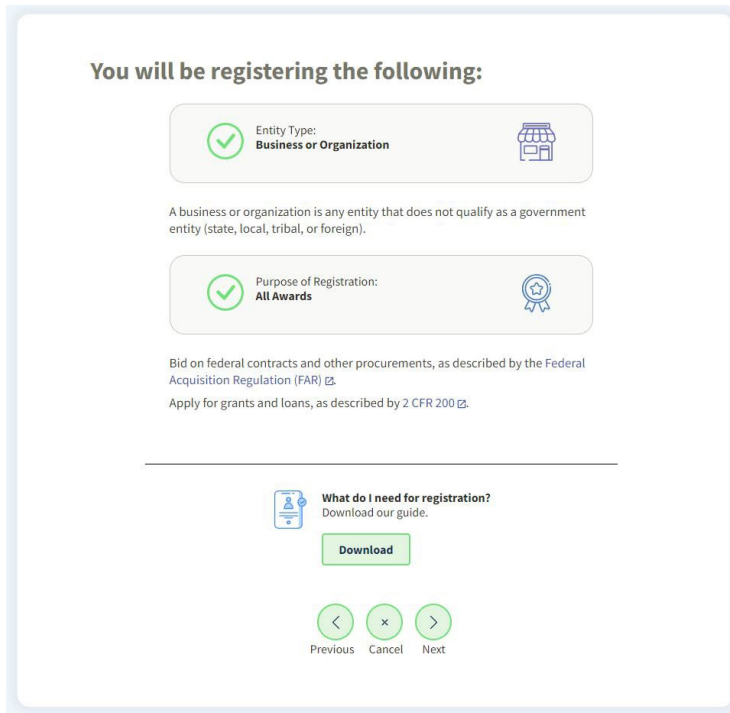 You will be registering the following:
Entity Type:
Business or Organization
A business or organization is any entity that does not qualify as a government
entity (state, local, tribal, or foreign).
Purpose of Registration:
All Awards
Bid on federal contracts and other procurements, as described by the Federal
Acquisition Regulation (FAR).
Apply for grants and loans, as described by 2 CFR 200.
What do I need for registration?
Download our guide.
Download
Previous Cancel Next